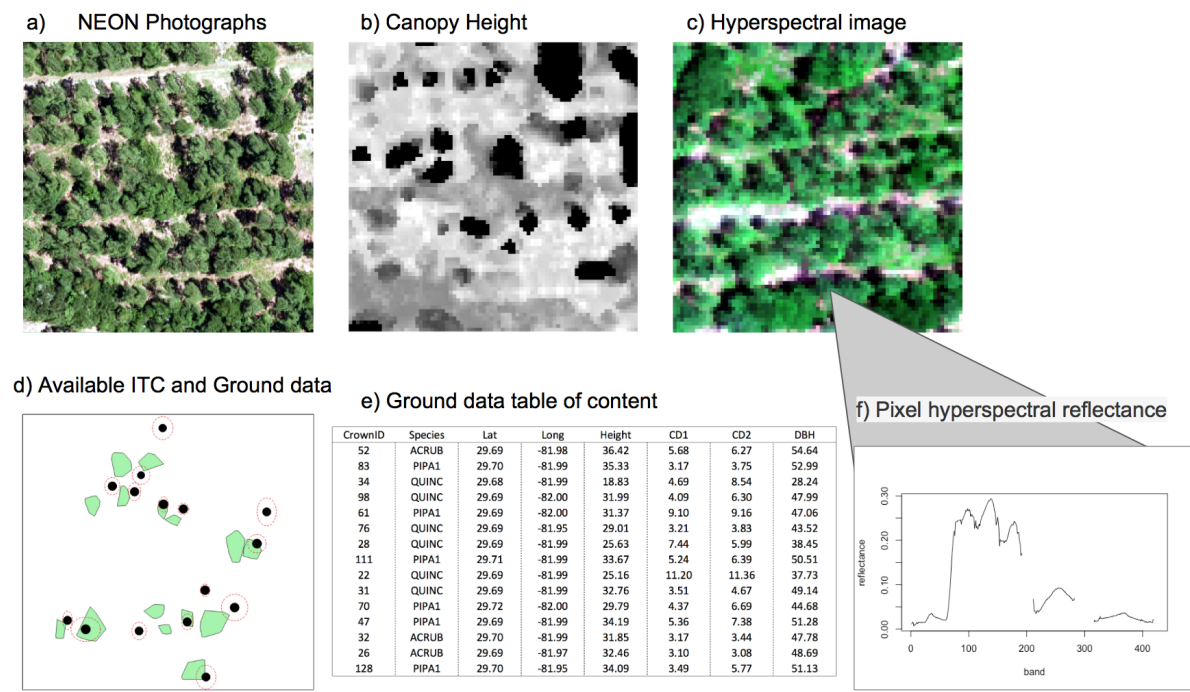 a) NEON Photographs
b) Canopy Height
c) Hyperspectral image
d) Available ITC and Ground data
e) Ground data table of content
CrownID Species Lat Long Height CD1 CD2 DBH
52 ACRUB 29.69 -81.98 36.42 5.68 6.27 54.64
83 PIPA1 29.70 -81.99 35.33 3.17 3.75 52.99
34 QUINC 29.68 -81.99 18.83 4.69 8.54 28.24
98 QUINC 29.69 -82.00 31.99 4.09 6.30 47.99
61 PIPA1 29.69 -82.00 31.37 9.10 9.16 47.06
76 QUINC 29.69 -81.95 29.01 3.21 3.83 43.52
28 QUINC 29.69 -81.99 25.63 7.44 5.99 38.45
111 PIPA1 29.71 -81.99 33.67 5.24 6.39 50.51
22 QUINC 29.69 -81.99 25.16 11.20 11.36 37.73
31 QUINC 29.69 -81.99 32.76 3.51 4.67 49.14
70 PIPA1 29.72 -82.00 29.79 4.37 6.69 44.68
47 PIPA1 29.69 -81.99 34.19 5.36 7.38 51.28
32 ACRUB 29.70 -81.99 31.85 3.17 3.44 47.78
26 ACRUB 29.69 -81.97 32.46 3.10 3.08 48.69
128 PIPA1 29.70 -81.95 34.09 3.49 5.77 51.13
f) Pixel hyperspectral reflectance
reflectance
0.30
0.20
0.10
0.00
0 100 200 300 400
band